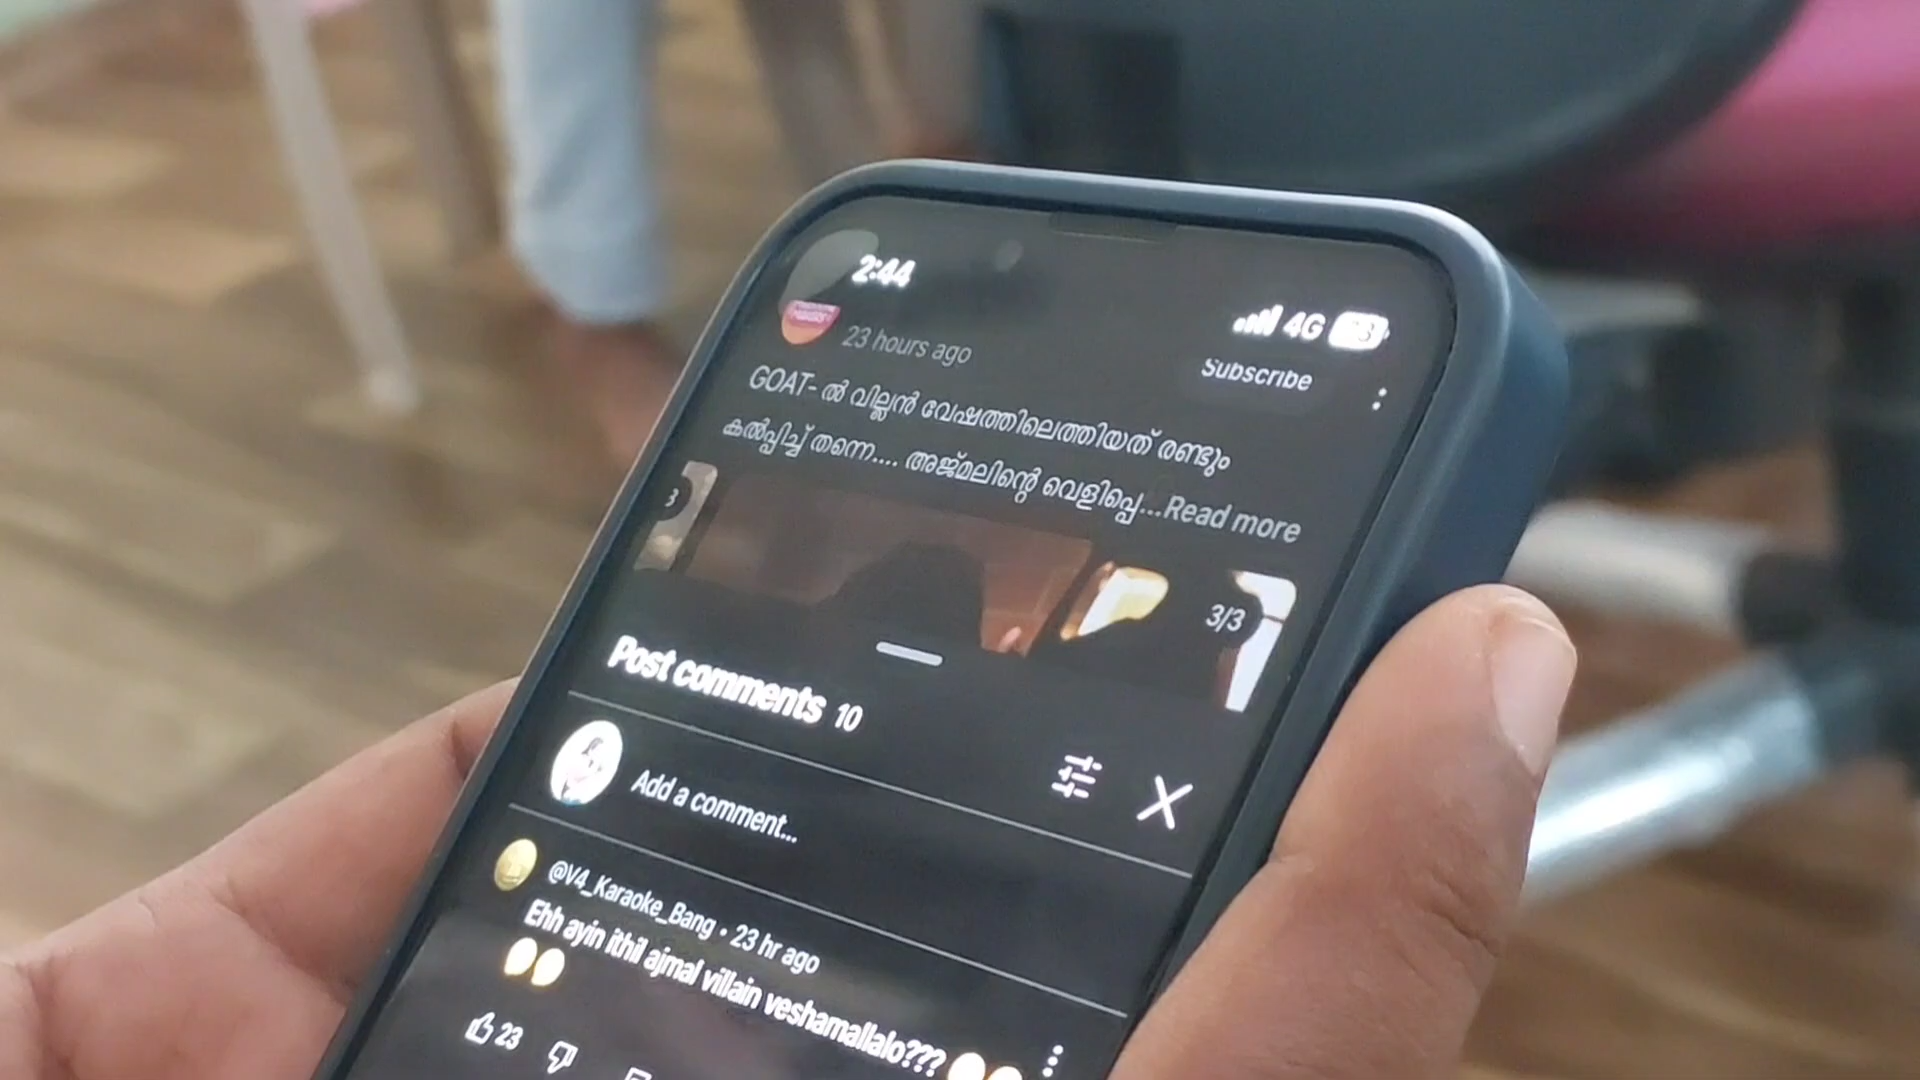 2:44
4G
23 hours ago
Subscribe
GOAT- ൽ വില്ലൻ വേഷത്തിലെത്തിയത് രണ്ടും
കൽപ്പിച്ച് തന്നെ.... അജ്മലിന്റെ വെളിപ്പെ...Read more
3/3
Post comments 10
Add a comment...
@V4_Karaoke_Bang • 23 hr ago
Ehh ayin ithil ajmal villain veshamallalo???
23